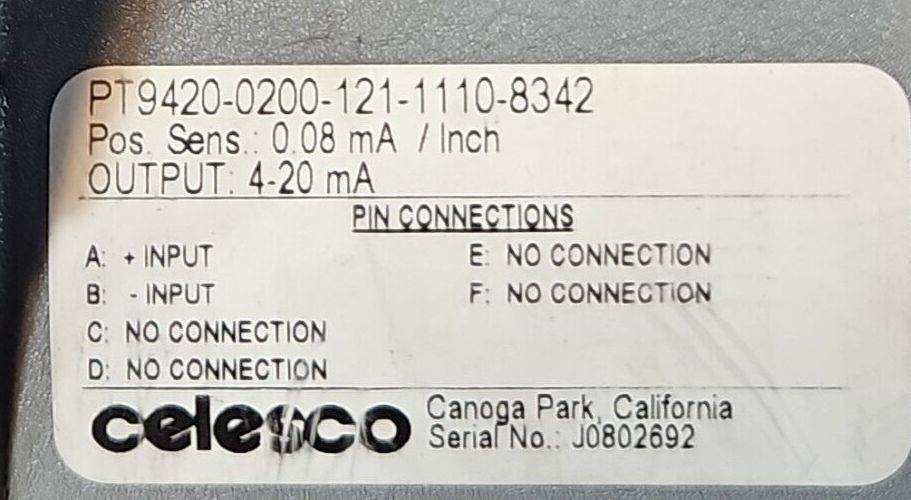 PT9420-0200-121-1110-8342
Pos. Sens.: 0.08 mA / Inch
OUTPUT: 4-20 mA
PIN CONNECTIONS
A: + INPUT
B: - INPUT
C: NO CONNECTION
D: NO CONNECTION
E: NO CONNECTION
F: NO CONNECTION
celesco
Canoga Park, California
Serial No.: J0802692